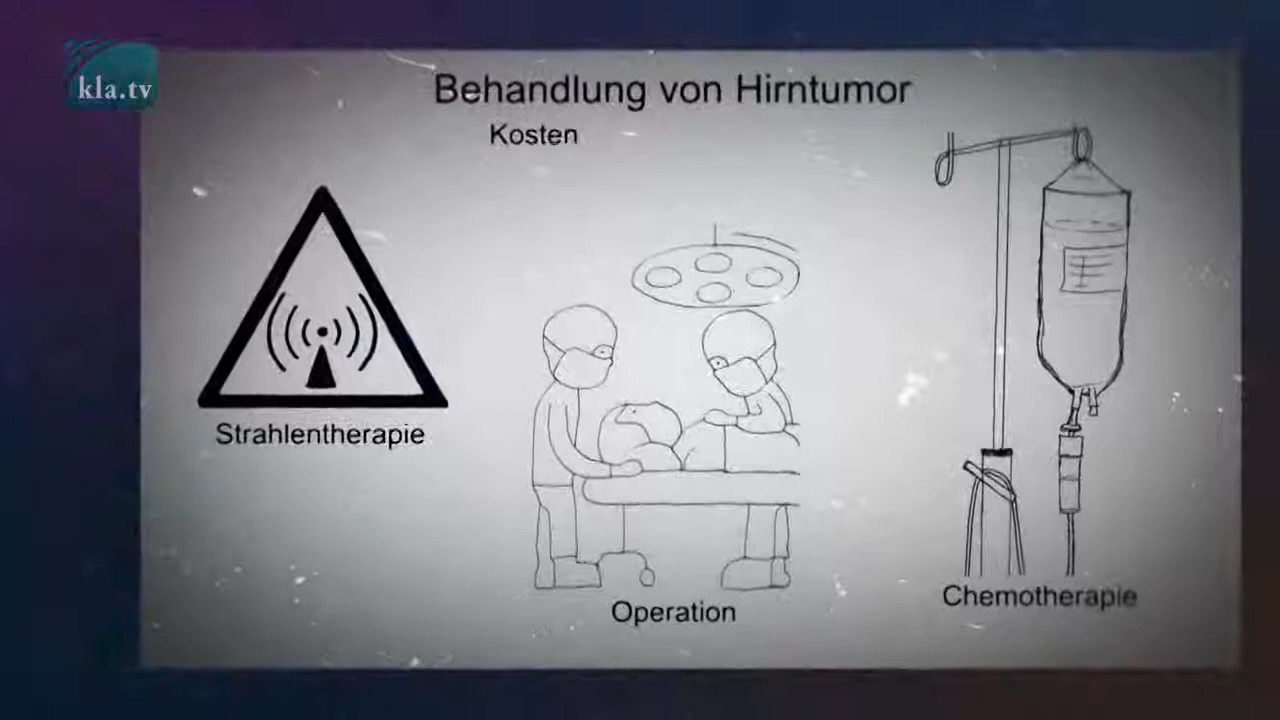 kla.tv
Behandlung von Hirntumor
Kosten
Strahlentherapie
Operation
Chemotherapie